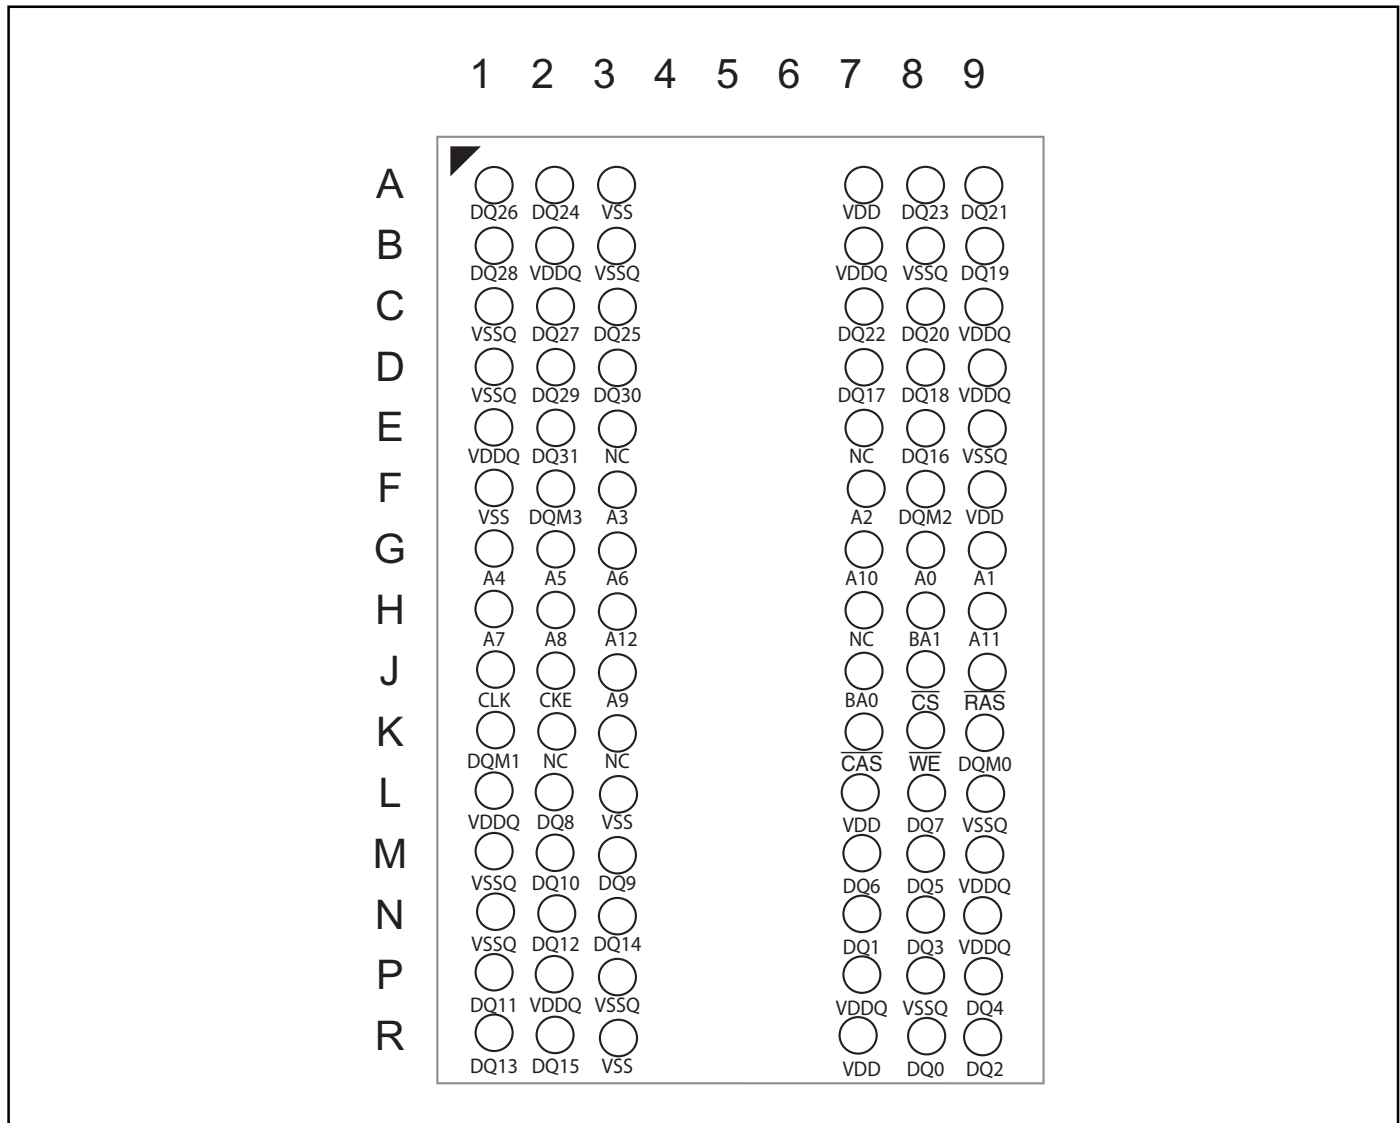 1 2 3 4 5 6 7 8 9
A
DQ26 DQ24 VSS VDD DQ23 DQ21
B
DQ28 VDDQ VSSQ VDDQ VSSQ DQ19
C
VSSQ DQ27 DQ25 DQ22 DQ20 VDDQ
D
VSSQ DQ29 DQ30 DQ17 DQ18 VDDQ
E
VDDQ DQ31 NC NC DQ16 VSSQ
F
VSS DQM3 A3 A2 DQM2 VDD
G
A4 A5 A6 A10 A0 A1
H
A7 A8 A12 NC BA1 A11
J
CLK CKE A9 BA0 C̅S̅ R̅A̅S̅
K
DQM1 NC NC C̅A̅S̅ W̅E̅ DQM0
L
VDDQ DQ8 VSS VDD DQ7 VSSQ
M
VSSQ DQ10 DQ9 DQ6 DQ5 VDDQ
N
VSSQ DQ12 DQ14 DQ1 DQ3 VDDQ
P
DQ11 VDDQ VSSQ VDDQ VSSQ DQ4
R
DQ13 DQ15 VSS VDD DQ0 DQ2